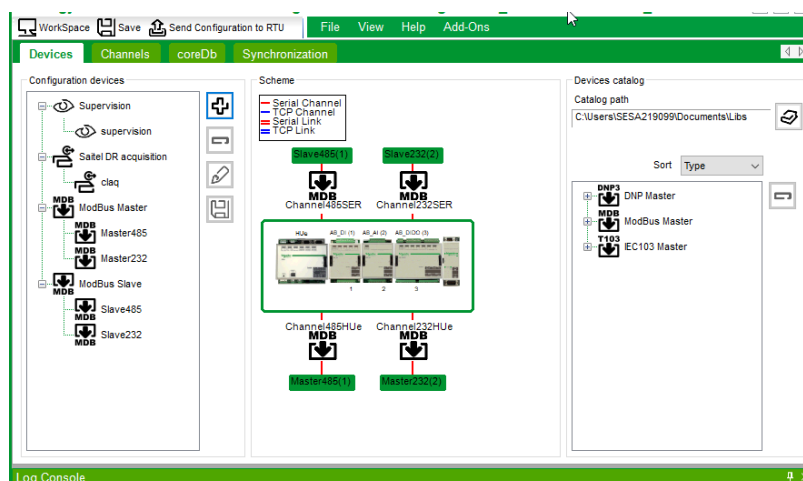 WorkSpace Save Send Configuration to RTU File View Help Add-Ons
Devices Channels coreDb Synchronization
Configuration devices
Supervision
supervision
Saitel DR acquisition
claq
MDB ModBus Master
MDB Master485
MDB Master232
MDB ModBus Slave
MDB Slave485
MDB Slave232
Scheme
Serial Channel
TCP Channel
Serial Link
TCP Link
Slave485(1) Slave232(2)
MDB MDB
Channel485SER Channel232SER
HUe AB_DI (1) AB_AI (2) AB_DIDO (3)
1 2 3
Channel485HUe Channel232HUe
MDB MDB
Master485(1) Master232(2)
Devices catalog
Catalog path
C:\Users\SESA219099\Documents\Libs
Sort Type
DNP3 DNP Master
MDB ModBus Master
T103 IEC103 Master
Log Console